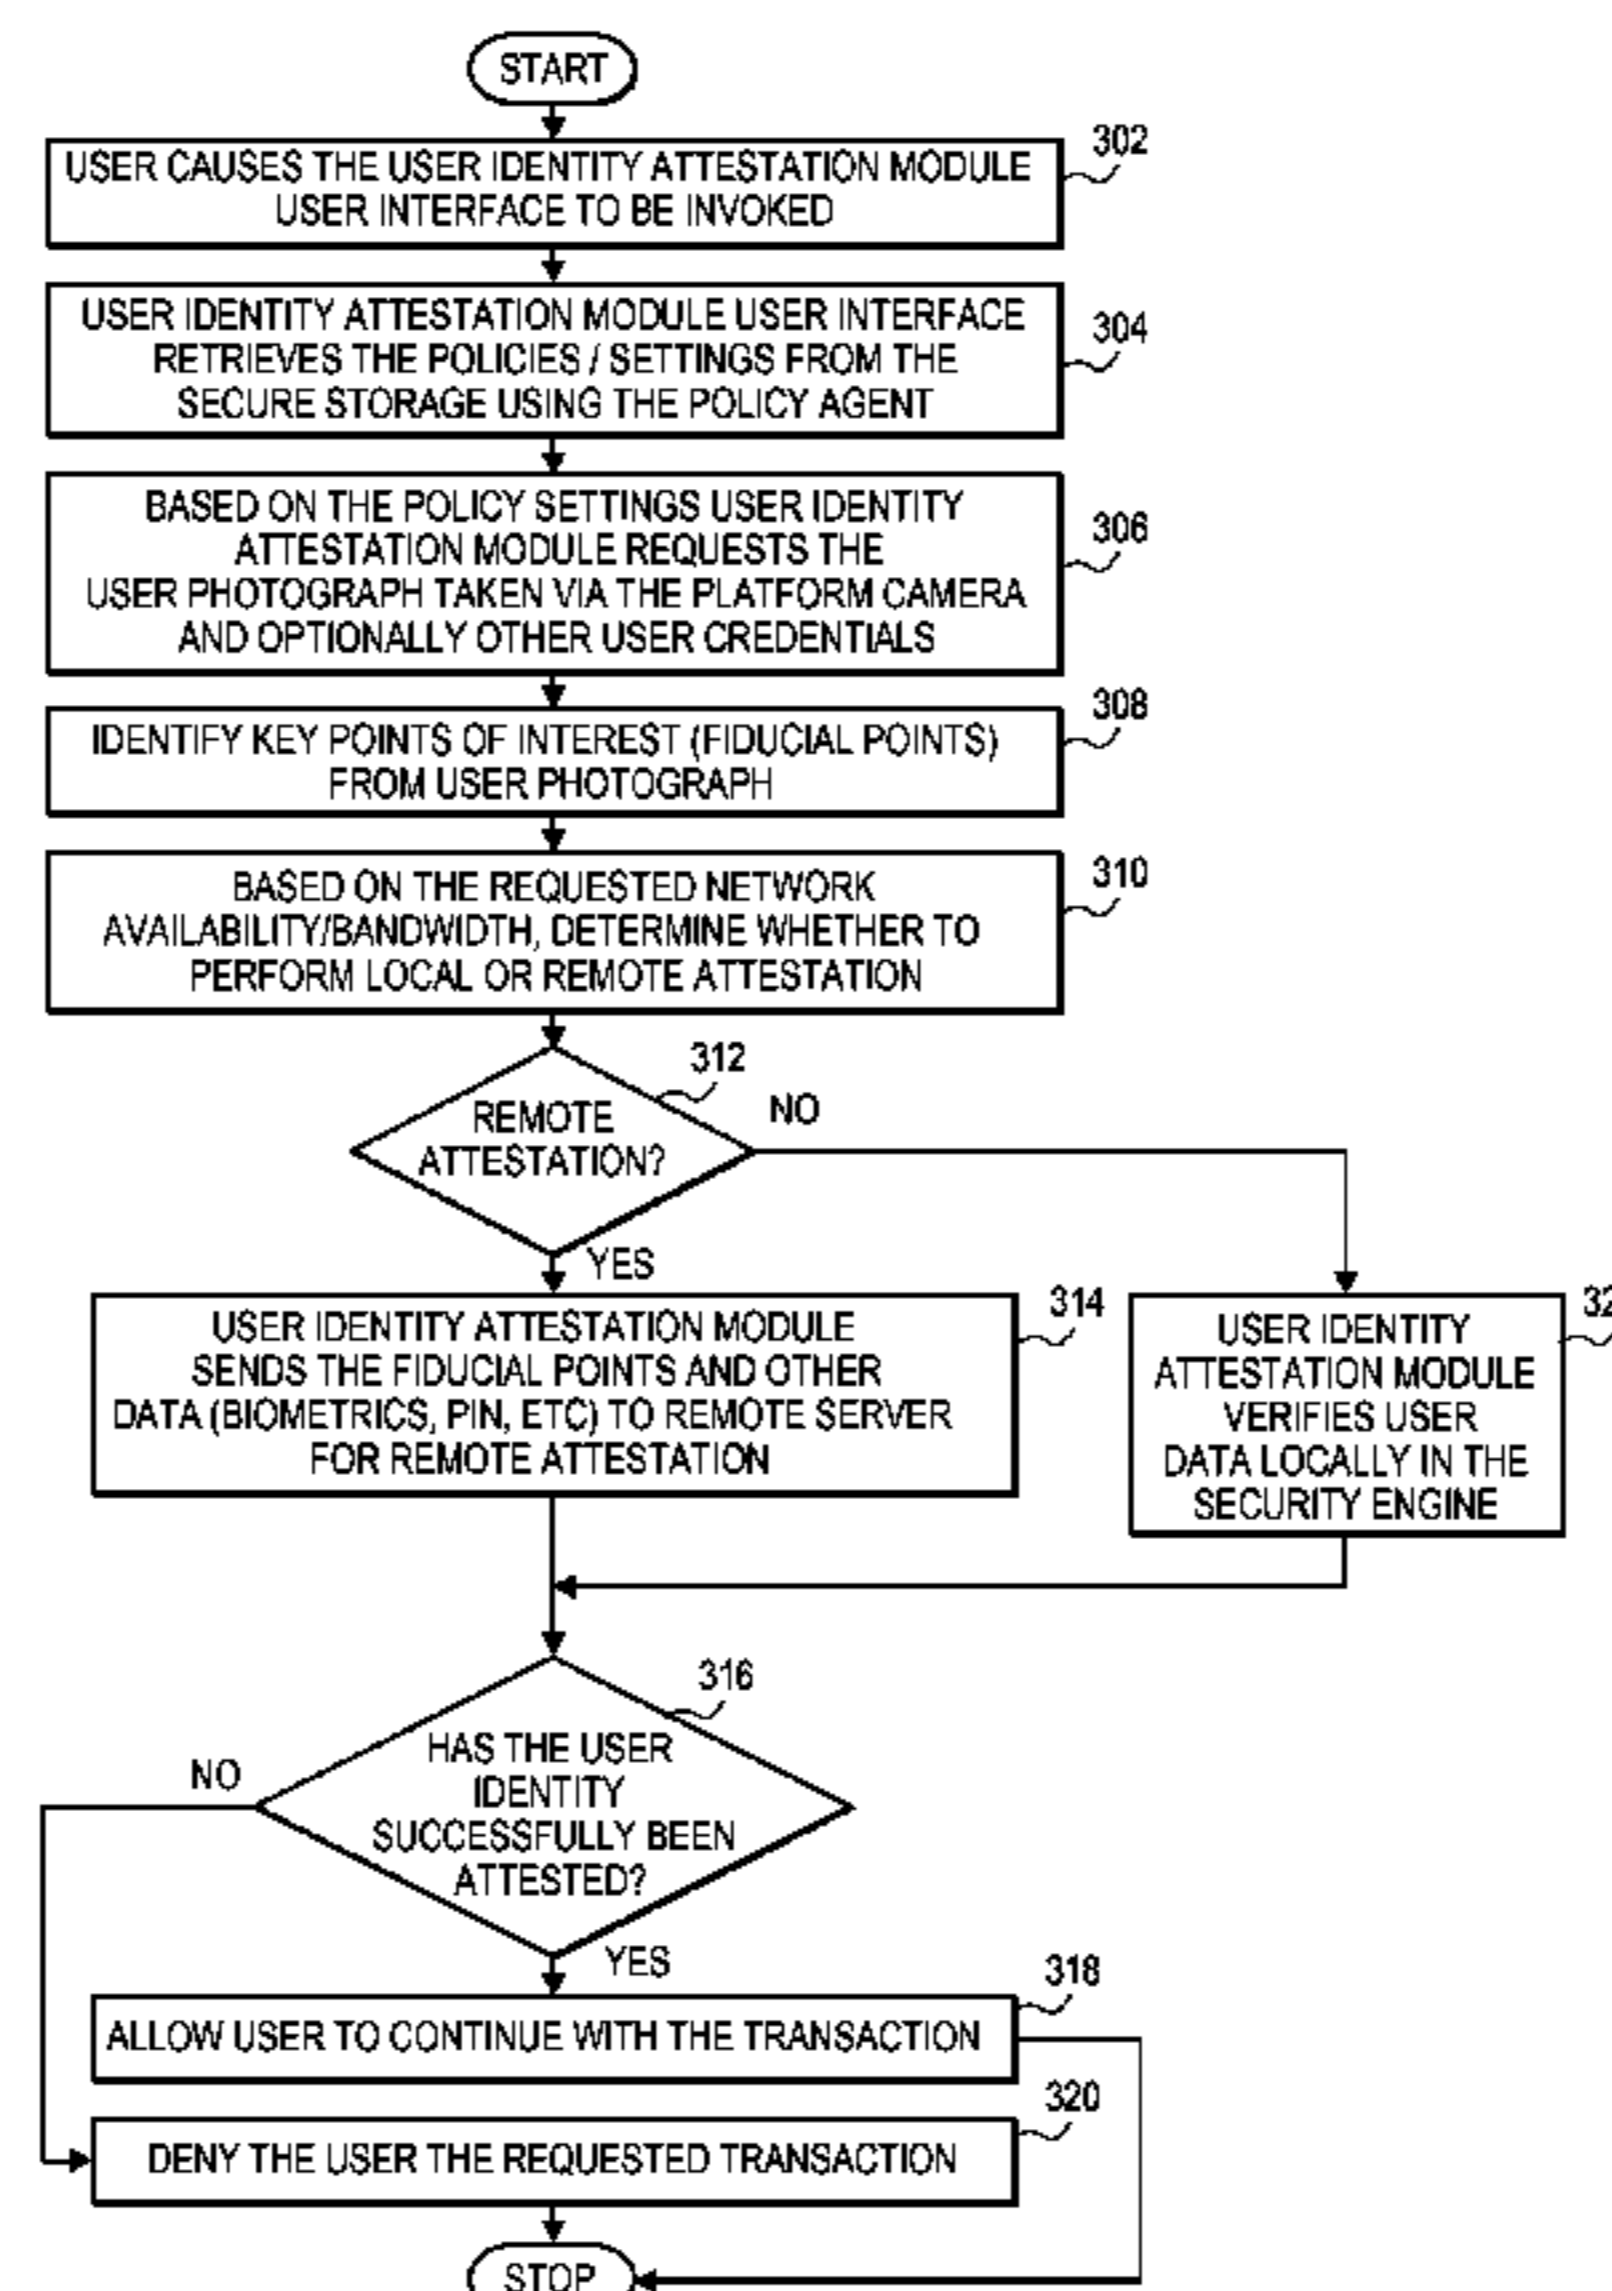 START
302
USER CAUSES THE USER IDENTITY ATTESTATION MODULE
USER INTERFACE TO BE INVOKED
304
USER IDENTITY ATTESTATION MODULE USER INTERFACE
RETRIEVES THE POLICIES / SETTINGS FROM THE
SECURE STORAGE USING THE POLICY AGENT
306
BASED ON THE POLICY SETTINGS USER IDENTITY
ATTESTATION MODULE REQUESTS THE
USER PHOTOGRAPH TAKEN VIA THE PLATFORM CAMERA
AND OPTIONALLY OTHER USER CREDENTIALS
308
IDENTIFY KEY POINTS OF INTEREST (FIDUCIAL POINTS)
FROM USER PHOTOGRAPH
310
BASED ON THE REQUESTED NETWORK
AVAILABILITY/BANDWIDTH, DETERMINE WHETHER TO
PERFORM LOCAL OR REMOTE ATTESTATION
312
REMOTE
ATTESTATION?
NO
YES
314
USER IDENTITY ATTESTATION MODULE
SENDS THE FIDUCIAL POINTS AND OTHER
DATA (BIOMETRICS, PIN, ETC) TO REMOTE SERVER
FOR REMOTE ATTESTATION
USER IDENTITY
ATTESTATION MODULE
VERIFIES USER
DATA LOCALLY IN THE
SECURITY ENGINE
316
HAS THE USER
IDENTITY
SUCCESSFULLY BEEN
ATTESTED?
NO
YES
318
ALLOW USER TO CONTINUE WITH THE TRANSACTION
320
DENY THE USER THE REQUESTED TRANSACTION
STOP